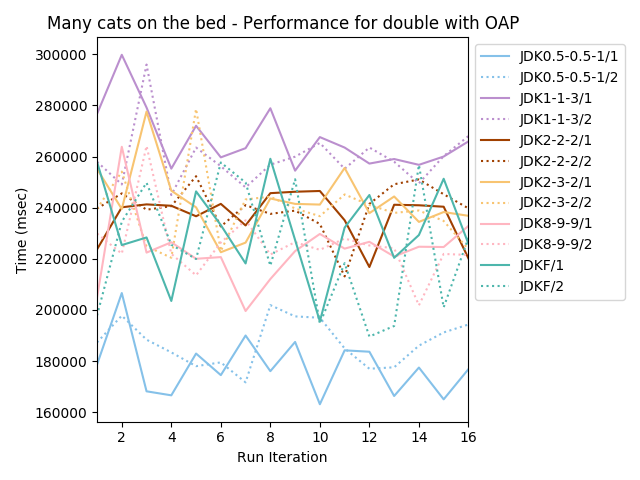 Many cats on the bed - Performance for double with OAP
Time (msec)
300000
280000
260000
240000
220000
200000
180000
160000
2 4 6 8 10 12 14 16
Run Iteration
JDK0.5-0.5-1/1
JDK0.5-0.5-1/2
JDK1-1-3/1
JDK1-1-3/2
JDK2-2-2/1
JDK2-2-2/2
JDK2-3-2/1
JDK2-3-2/2
JDK8-9-9/1
JDK8-9-9/2
JDKF/1
JDKF/2